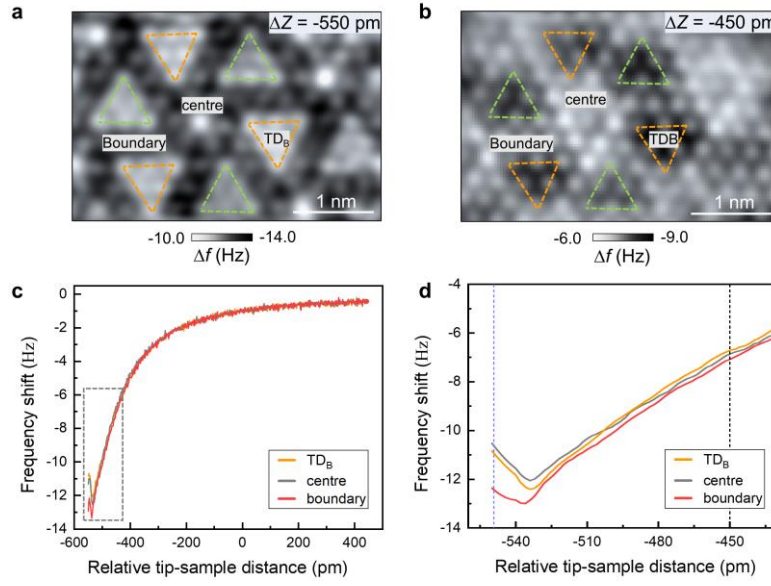 a
ΔZ = -550 pm
centre
Boundary
TD_B
1 nm
-10.0 -14.0
Δf (Hz)
b
ΔZ = -450 pm
centre
Boundary
TDB
1 nm
-6.0 -9.0
Δf (Hz)
c
0
-2
-4
-6
-8
-10
-12
-14
Frequency shift (Hz)
TD_B
centre
boundary
-600 -400 -200 0 200 400
Relative tip-sample distance (pm)
d
-4
-6
-8
-10
-12
-14
Frequency shift (Hz)
TD_B
centre
boundary
-540 -510 -480 -450
Relative tip-sample distance (pm)